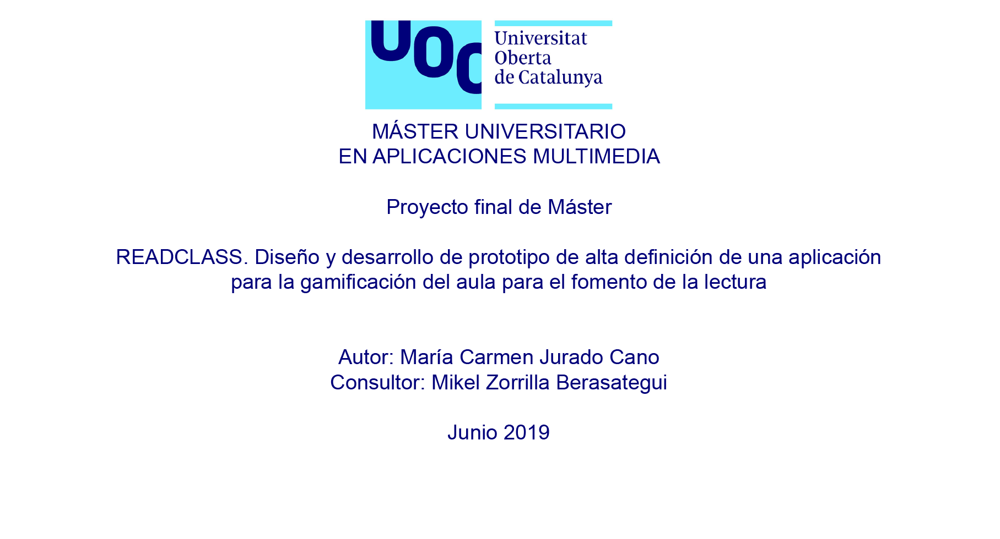 UOC
Universitat
Oberta
de Catalunya
MÁSTER UNIVERSITARIO
EN APLICACIONES MULTIMEDIA
Proyecto final de Máster
READCLASS. Diseño y desarrollo de prototipo de alta definición de una aplicación
para la gamificación del aula para el fomento de la lectura
Autor: María Carmen Jurado Cano
Consultor: Mikel Zorrilla Berasategui
Junio 2019